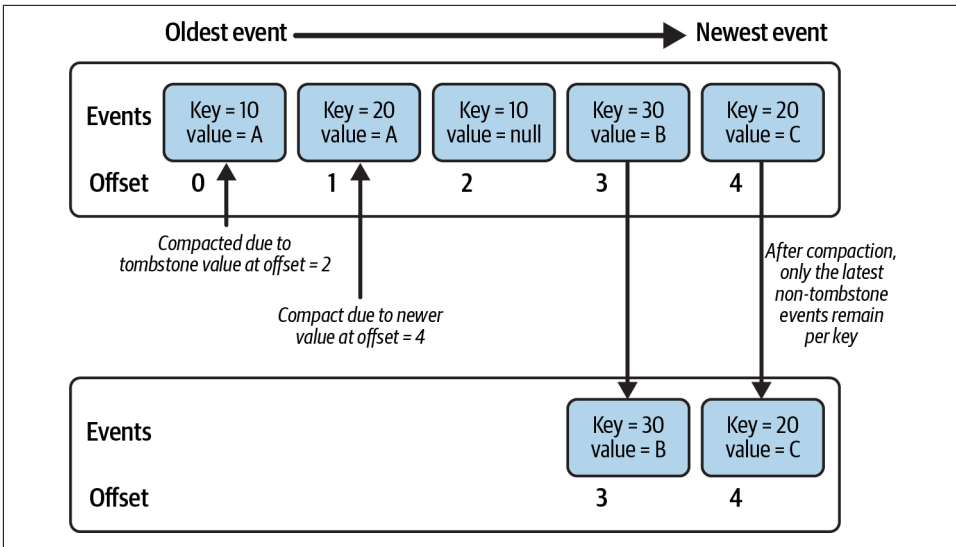 Oldest event
Newest event
Events
Key = 10
value = A
Key = 20
value = A
Key = 10
value = null
Key = 30
value = B
Key = 20
value = C
Offset
0
1
2
3
4
Compacted due to
tombstone value at offset = 2
Compact due to newer
value at offset = 4
After compaction,
only the latest
non-tombstone
events remain
per key
Events
Key = 30
value = B
Key = 20
value = C
Offset
3
4